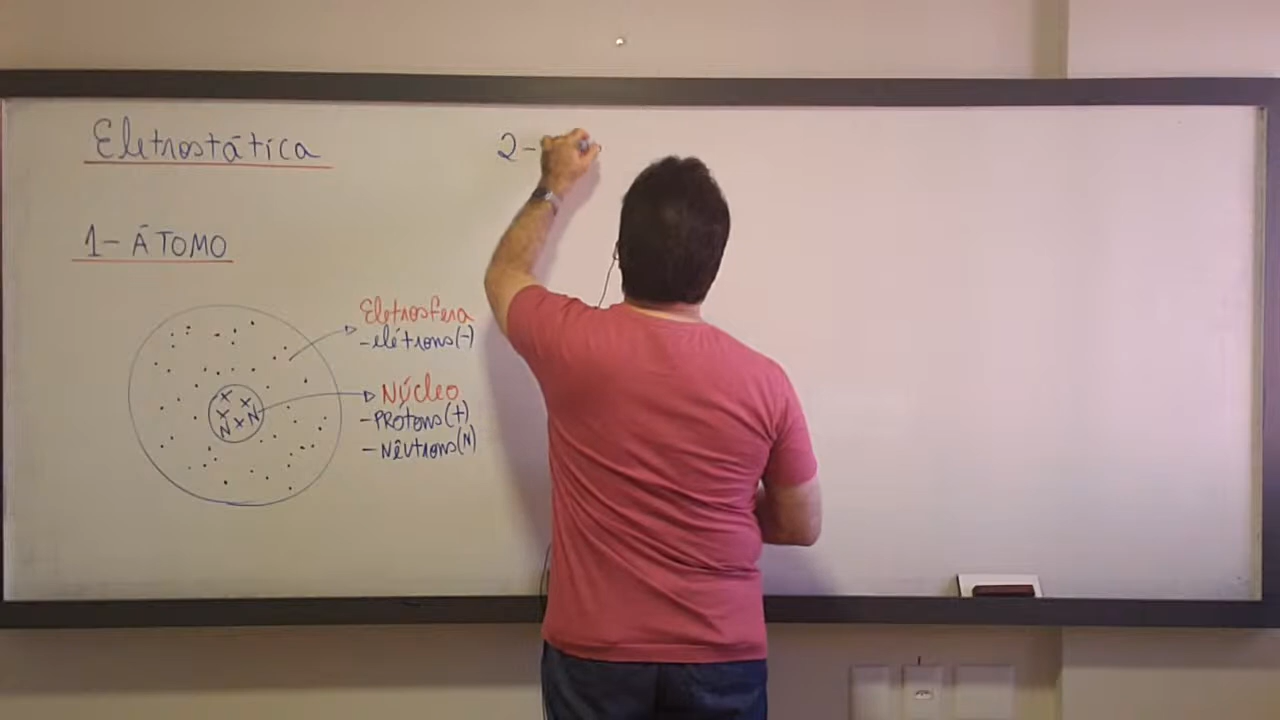 Eletrostática
1- ÁTOMO
Eletrosfera
-elétrons(-)
Núcleo
-PRótons(+)
-Nêutrons(N)
x
x
x
x N
N
2-